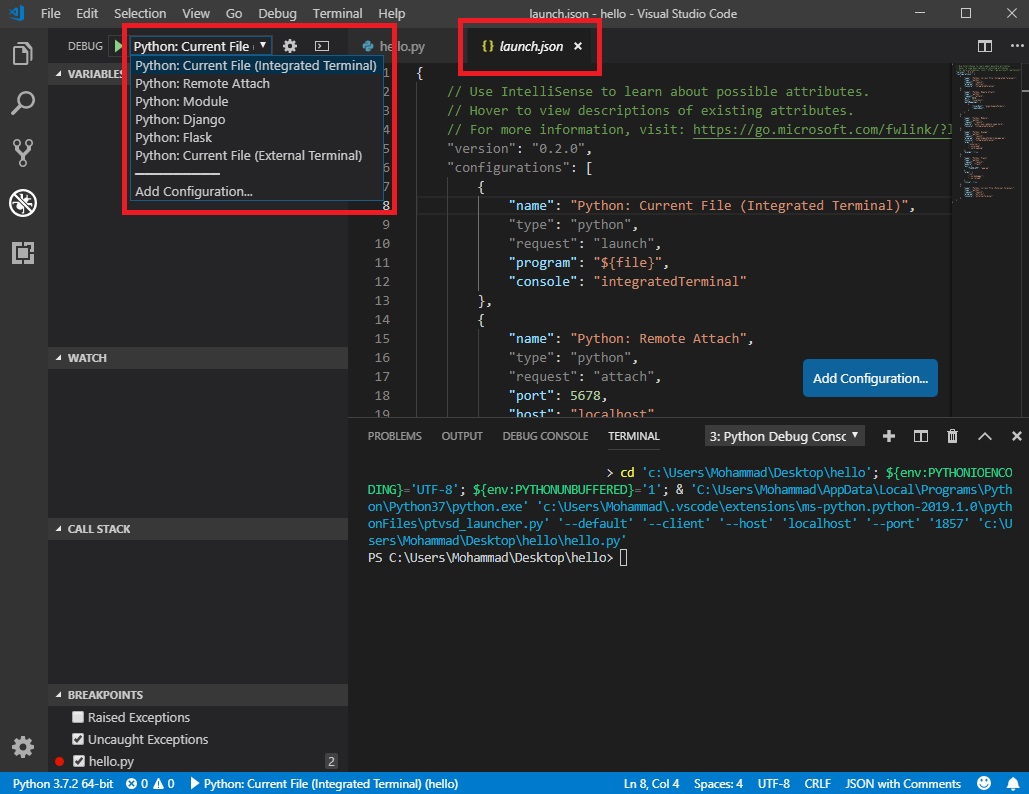 File Edit Selection View Go Debug Terminal Help
launch.json - hello - Visual Studio Code
DEBUG Python: Current File
Python: Current File (Integrated Terminal)
Python: Remote Attach
Python: Module
Python: Django
Python: Flask
Python: Current File (External Terminal)
Add Configuration...
VARIABLES
WATCH
CALL STACK
BREAKPOINTS
Raised Exceptions
Uncaught Exceptions
hello.py 2
hello.py {} launch.json ×
1 {
2 // Use IntelliSense to learn about possible attributes.
3 // Hover to view descriptions of existing attributes.
4 // For more information, visit: https://go.microsoft.com/fwlink/?l
5 "version": "0.2.0",
6 "configurations": [
7 {
8 "name": "Python: Current File (Integrated Terminal)",
9 "type": "python",
10 "request": "launch",
11 "program": "${file}",
12 "console": "integratedTerminal"
13 },
14 {
15 "name": "Python: Remote Attach",
16 "type": "python",
17 "request": "attach",
18 "port": 5678,
19 "host": "localhost"
Add Configuration...
PROBLEMS OUTPUT DEBUG CONSOLE TERMINAL 3: Python Debug Consc
> cd 'c:\Users\Mohammad\Desktop\hello'; ${env:PYTHONIOENCO
DING}='UTF-8'; ${env:PYTHONUNBUFFERED}='1'; & 'C:\Users\Mohammad\AppData\Local\Programs\Pyth
on\Python37\python.exe' 'c:\Users\Mohammad\.vscode\extensions\ms-python.python-2019.1.0\pyth
onFiles\ptvsd_launcher.py' '--default' '--client' '--host' 'localhost' '--port' '1857' 'c:\U
sers\Mohammad\Desktop\hello\hello.py'
PS C:\Users\Mohammad\Desktop\hello>
Python 3.7.2 64-bit 0 0 Python: Current File (Integrated Terminal) (hello) Ln 8, Col 4 Spaces: 4 UTF-8 CRLF JSON with Comments